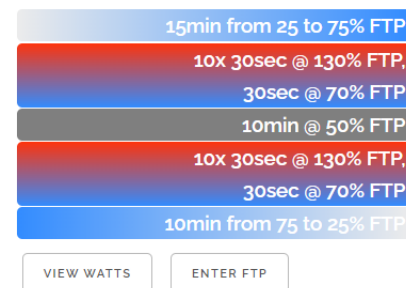 15min from 25 to 75% FTP
10x 30sec @ 130% FTP,
30sec @ 70% FTP
10min @ 50% FTP
10x 30sec @ 130% FTP,
30sec @ 70% FTP
10min from 75 to 25% FTP
VIEW WATTS ENTER FTP